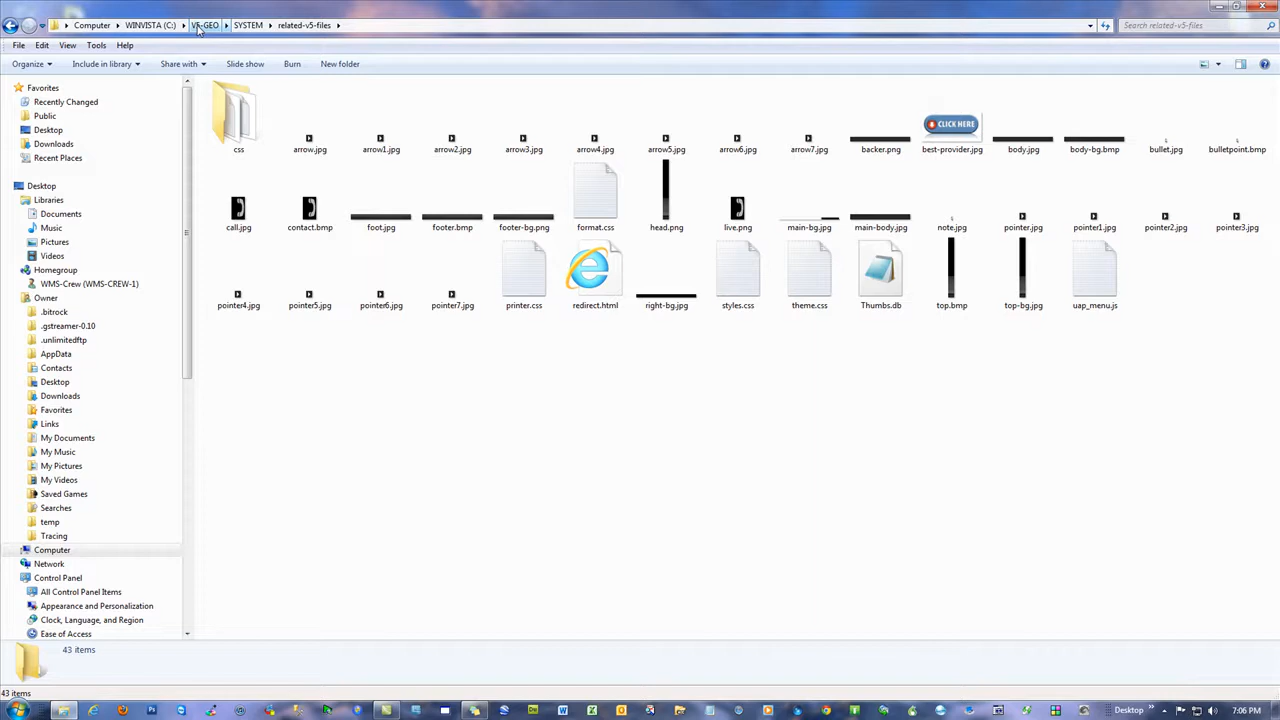 Computer WINVISTA (C:) V5-GEO SYSTEM related-v5-files Search related-v5-files
File Edit View Tools Help
Organize Include in library Share with Slide show Burn New folder
Favorites
Recently Changed
Public
Desktop
Downloads
Recent Places
Desktop
Libraries
Documents
Music
Pictures
Videos
Homegroup
WMS-Crew (WMS-CREW-1)
Owner
.bitrock
.gstreamer-0.10
.unlimitedftp
AppData
Contacts
Desktop
Downloads
Favorites
Links
My Documents
My Music
My Pictures
My Videos
Saved Games
Searches
temp
Tracing
Computer
Network
Control Panel
All Control Panel Items
Appearance and Personalization
Clock, Language, and Region
Ease of Access
CLICK HERE
css arrow.jpg arrow1.jpg arrow2.jpg arrow3.jpg arrow4.jpg arrow5.jpg arrow6.jpg arrow7.jpg backer.png best-provider.jpg body.jpg body-bg.bmp bullet.jpg bulletpoint.bmp
call.jpg contact.bmp foot.jpg footer.bmp footer-bg.png format.css head.png live.png main-bg.jpg main-body.jpg note.jpg pointer.jpg pointer1.jpg pointer2.jpg pointer3.jpg
pointer4.jpg pointer5.jpg pointer6.jpg pointer7.jpg printer.css redirect.html right-bg.jpg styles.css theme.css Thumbs.db top.bmp top-bg.jpg uap_menu.js
43 items
43 items
Desktop 7:06 PM